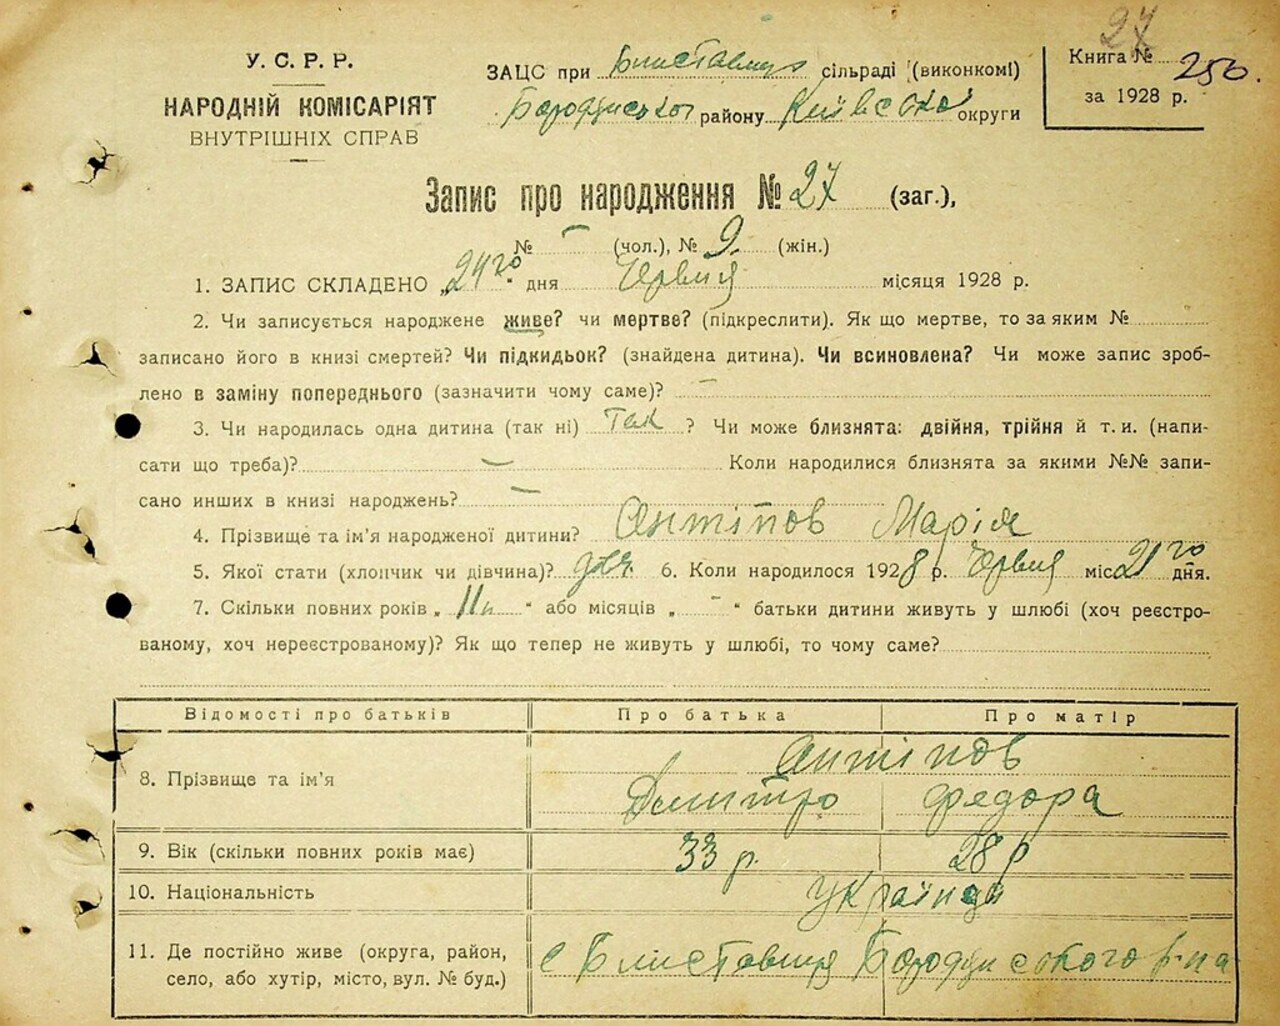 27
У. С. Р. Р.
НАРОДНІЙ КОМІСАРІЯТ
ВНУТРІШНІХ СПРАВ
ЗАЦС при Блиставиця сільраді (виконкомі)
Бородянської району Київської округи
Книга № 250.
за 1928 р.
Запис про народження № 27 (заг.),
№ — (чол.), № 9. (жін.)
1. ЗАПИС СКЛАДЕНО „24го“ дня Червня місяця 1928 р.
2. Чи записується народжене живе? чи мертве? (підкреслити). Як що мертве, то за яким №
записано його в книзі смертей? Чи підкидьок? (знайдена дитина). Чи всиновлена? Чи може запис зроб-
лено в заміну попереднього (зазначити чому саме)? —
3. Чи народилась одна дитина (так ні) Так ? Чи може близнята: двійня, трійня й т. и. (напи-
сати що треба)? — Коли народилися близнята за якими №№ запи-
сано инших в книзі народжень? —
4. Прізвище та ім’я народженої дитини? Антіпов Марія
5. Якої стати (хлопчик чи дівчина)? дівч. 6. Коли народилося 1928 р. Червня міс 21го дня.
7. Скільки повних років „ 11 “ або місяців „ — “ батьки дитини живуть у шлюбі (хоч реєстро-
ваному, хоч нереєстрованому)? Як що тепер не живуть у шлюбі, то чому саме?
Відомості про батьків Про батька Про матір
8. Прізвище та ім’я Антіпов
Дмитро Федора
9. Вік (скільки повних років має) 33 р. 28 р
10. Національність Українці
11. Де постійно живе (округа, район,
село, або хутір, місто, вул. № буд.) с Блиставиця Бородянського р-на